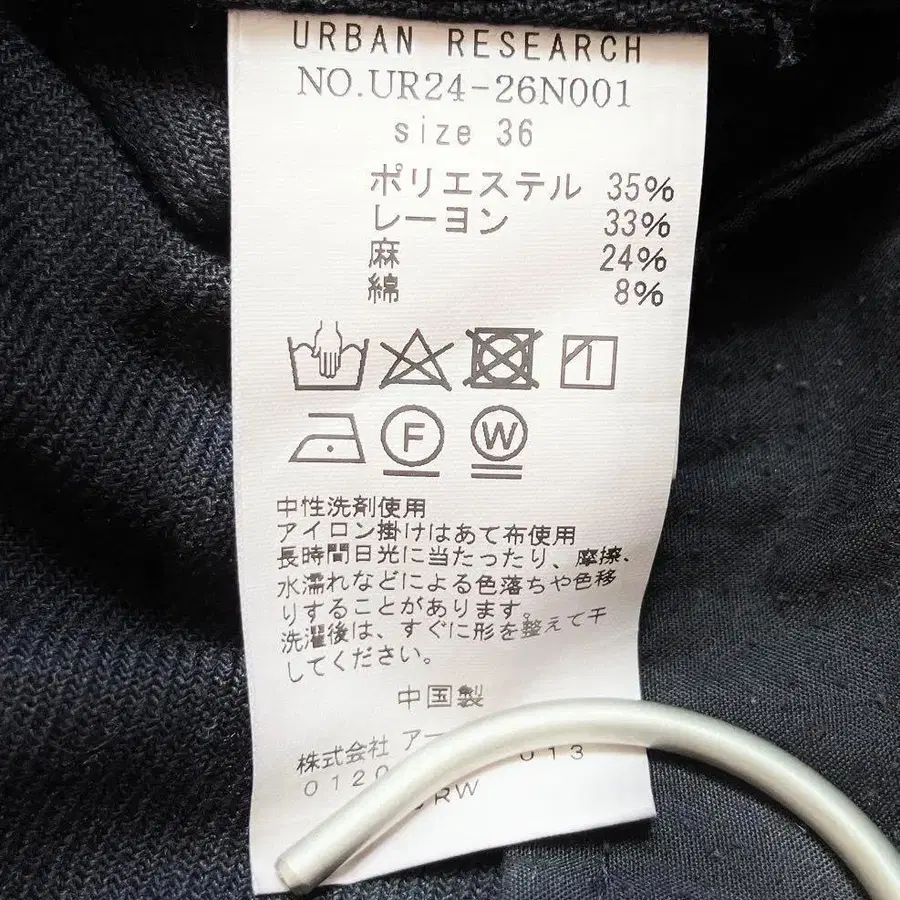 URBAN RESEARCH
NO.UR24-26N001
size 36
ポリエステル 35%
レーヨン 33%
麻 24%
綿 8%
F W
中性洗剤使用
アイロン掛けはあて布使用
長時間日光に当たったり、摩擦、
水濡れなどによる色落ちや色移
りすることがあります。
洗濯後は、すぐに形を整えて干
してください。
中国製
株式会社 アー
0120 013
RW